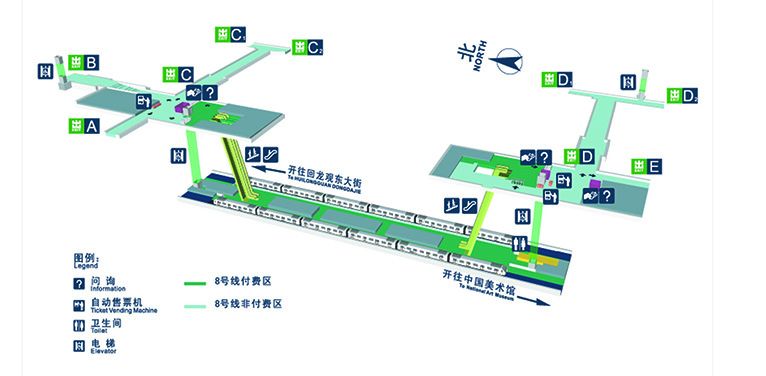 C₁
C₂
B
C
A
北
NORTH
D₁
D₂
D
E
?
?
?
开往回龙观东大街
To HUILONGGUAN DONGDAJIE
开往中国美术馆
To National Art Museum
图例：
Legend
? 问 询
Information
自动售票机
Ticket Vending Machine
卫生间
Toilet
电 梯
Elevator
8号线付费区
8号线非付费区